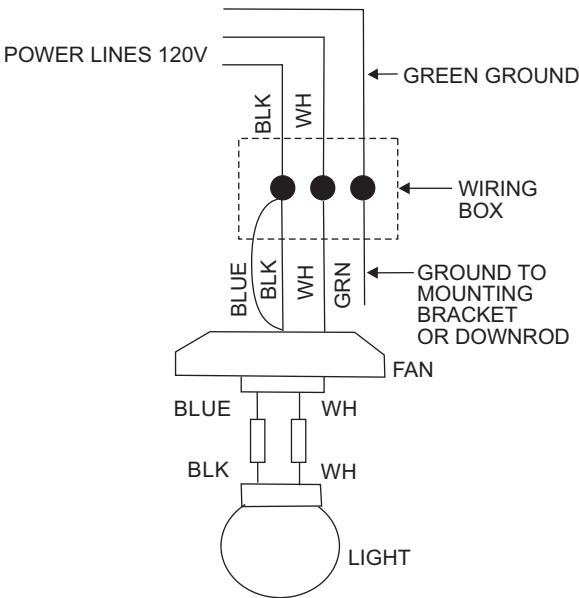 POWER LINES 120V
GREEN GROUND
BLK
WH
WIRING
BOX
BLUE
BLK
WH
GRN
GROUND TO
MOUNTING
BRACKET
OR DOWNROD
FAN
BLUE
WH
BLK
WH
LIGHT